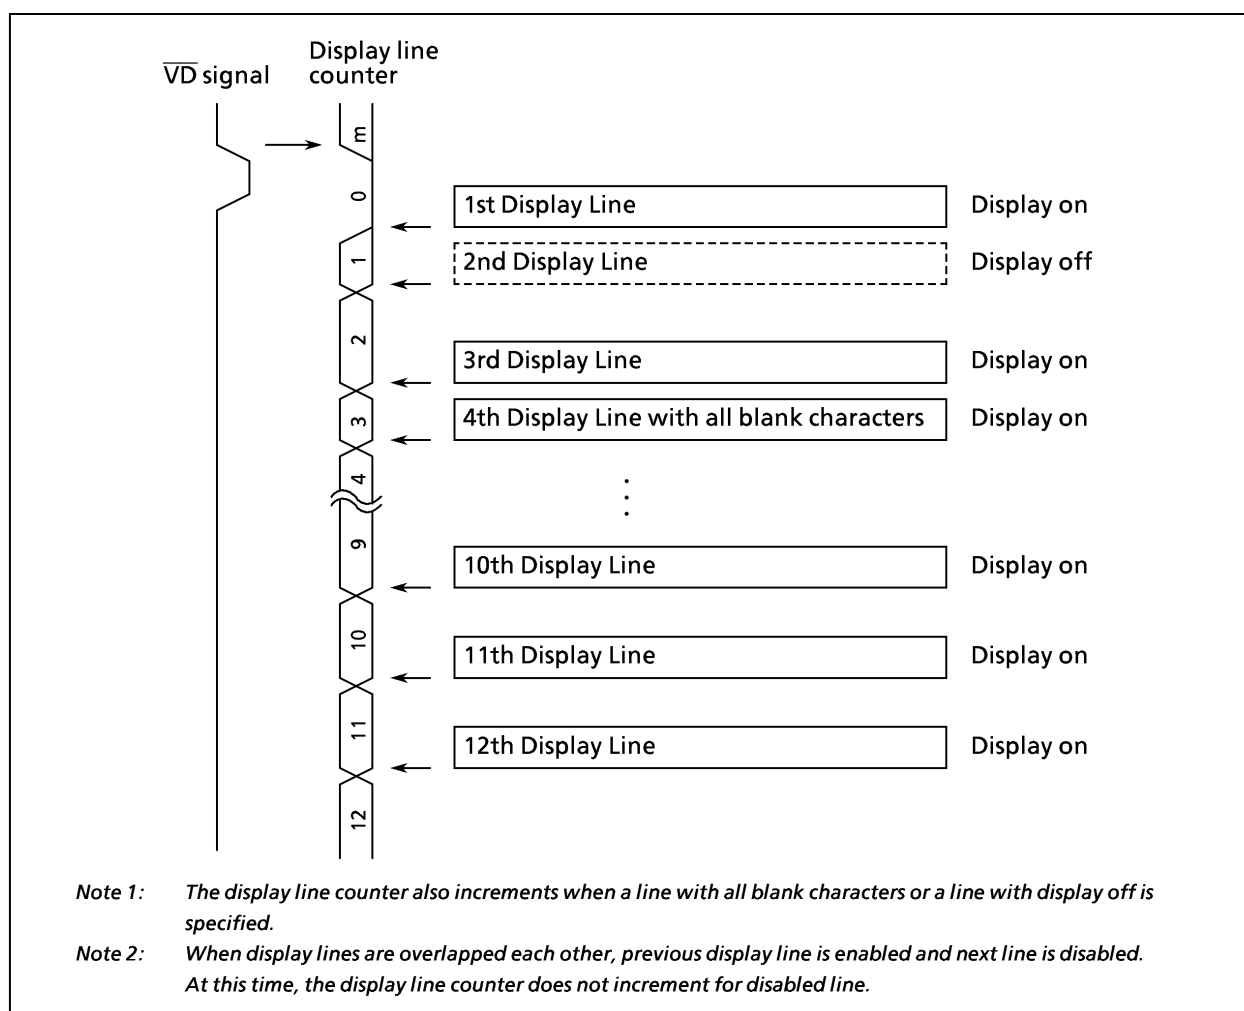 Display line
V̅D̅ signal counter
m
0
1st Display Line Display on
1
2nd Display Line Display off
2
3rd Display Line Display on
3
4th Display Line with all blank characters Display on
4
⋮
9
10th Display Line Display on
10
11th Display Line Display on
11
12th Display Line Display on
12
Note 1: The display line counter also increments when a line with all blank characters or a line with display off is
specified.
Note 2: When display lines are overlapped each other, previous display line is enabled and next line is disabled.
At this time, the display line counter does not increment for disabled line.